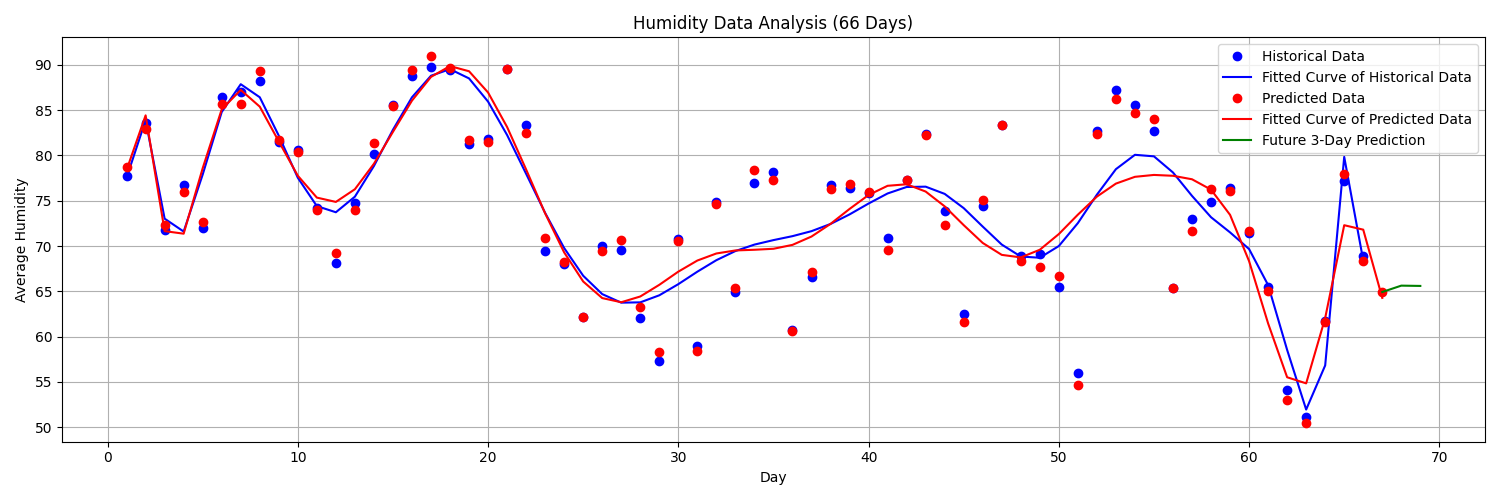 Humidity Data Analysis (66 Days)
Historical Data
Fitted Curve of Historical Data
Predicted Data
Fitted Curve of Predicted Data
Future 3-Day Prediction
Average Humidity
90
85
80
75
70
65
60
55
50
0 10 20 30 40 50 60 70
Day